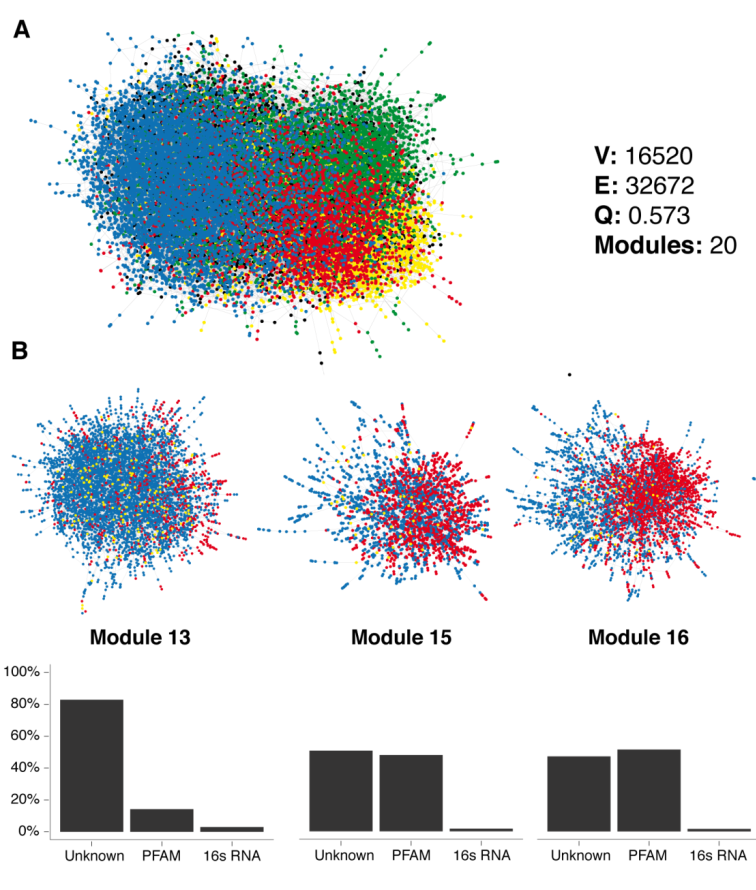 A
V: 16520
E: 32672
Q: 0.573
Modules: 20
B
Module 13
Module 15
Module 16
100%
80%
60%
40%
20%
0%
Unknown PFAM 16s RNA
Unknown PFAM 16s RNA
Unknown PFAM 16s RNA